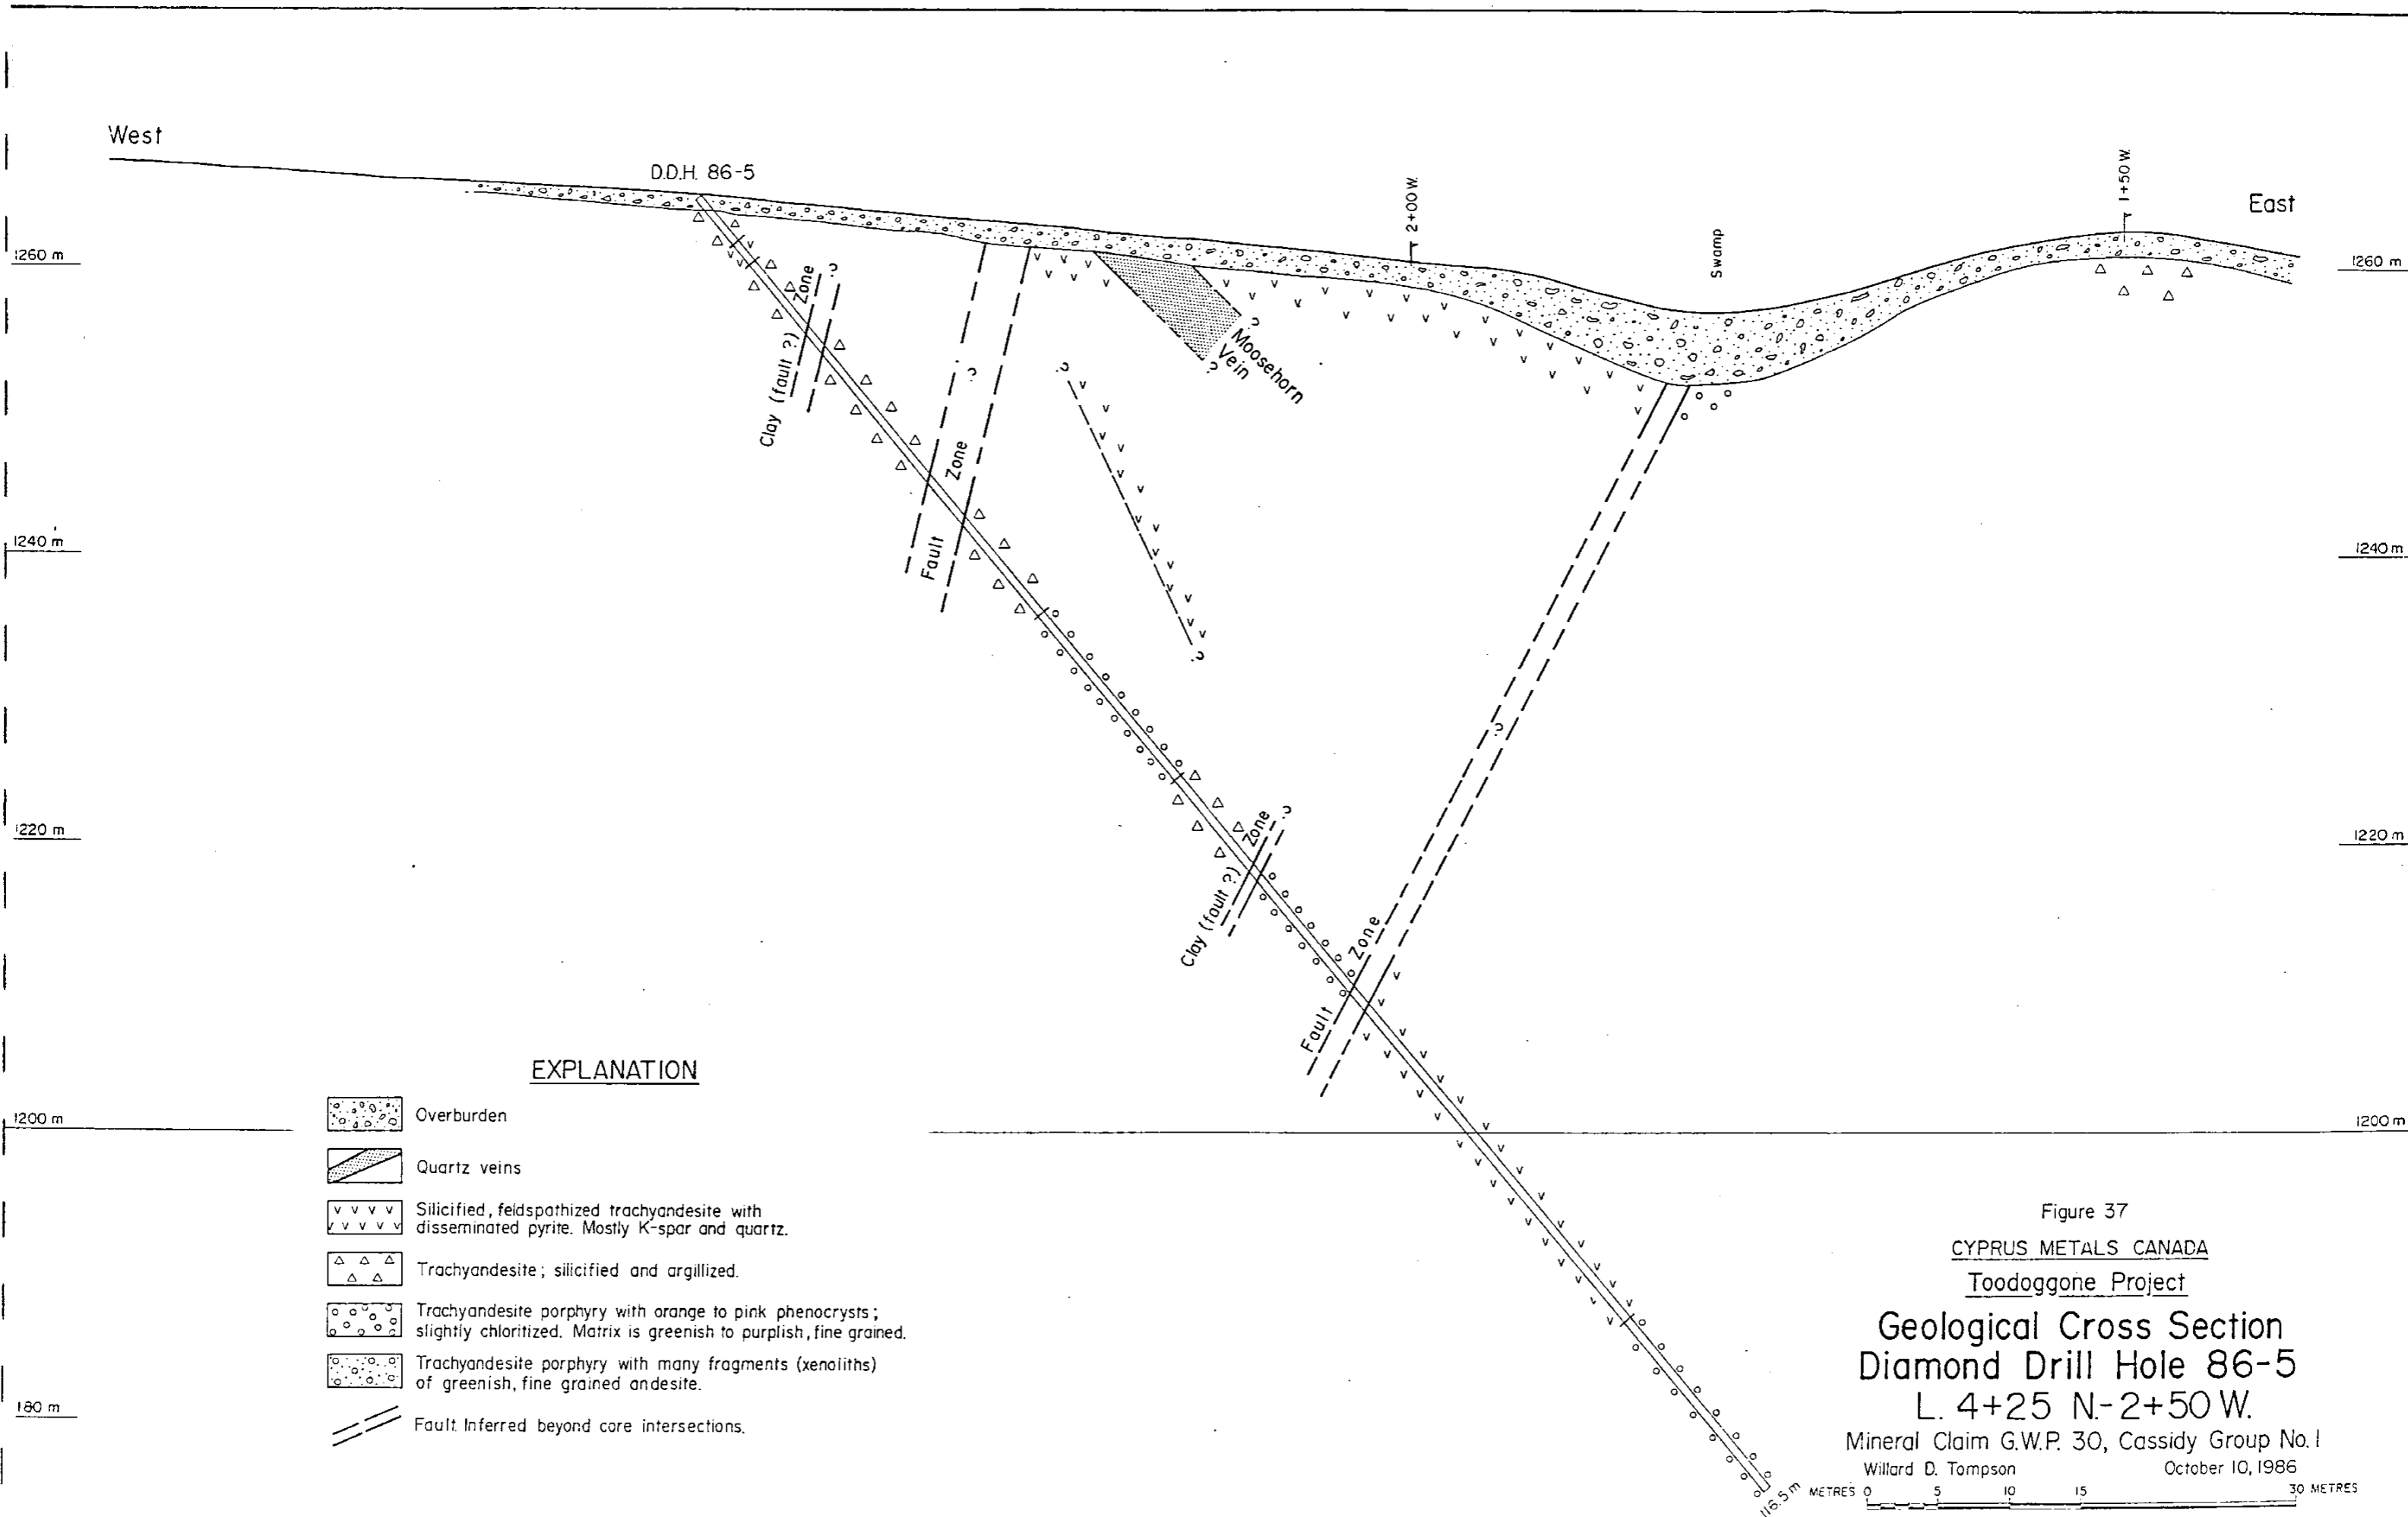 West
D.D.H. 86-5
2+00W.
Swamp
1+50W.
East
1260 m
1260 m
Clay (fault ?) Zone ?
?
Fault Zone
?
?
Moosehorn
Vein
?
?
?
1240 m
1240 m
?
Clay (fault ?) Zone ?
Fault Zone
1220 m
1220 m
1200 m
1200 m
180 m
116.5 m
EXPLANATION
Overburden
Quartz veins
Silicified, feldspathized trachyandesite with
disseminated pyrite. Mostly K-spar and quartz.
Trachyandesite; silicified and argillized.
Trachyandesite porphyry with orange to pink phenocrysts;
slightly chloritized. Matrix is greenish to purplish, fine grained.
Trachyandesite porphyry with many fragments (xenoliths)
of greenish, fine grained andesite.
Fault. Inferred beyond core intersections.
Figure 37
CYPRUS METALS CANADA
Toodoggone Project
Geological Cross Section
Diamond Drill Hole 86-5
L. 4+25 N.-2+50 W.
Mineral Claim G.W.P. 30, Cassidy Group No. 1
Willard D. Tompson October 10, 1986
METRES 0 5 10 15 30 METRES